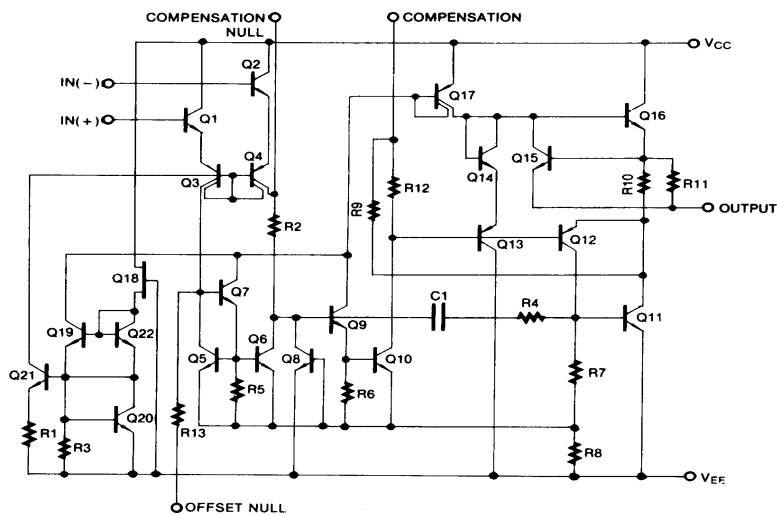 COMPENSATION
NULL
COMPENSATION
VCC
Q2
IN(-)
Q17
IN(+)
Q1
Q16
Q4
Q15
Q3
Q14
R12
R10
R11
R9
R2
OUTPUT
Q13
Q12
Q18
C1
R4
Q7
Q19
Q22
Q9
Q11
Q5
Q6
Q8
Q10
Q21
R7
R5
R6
Q20
R1
R3
R13
R8
VEE
OFFSET NULL